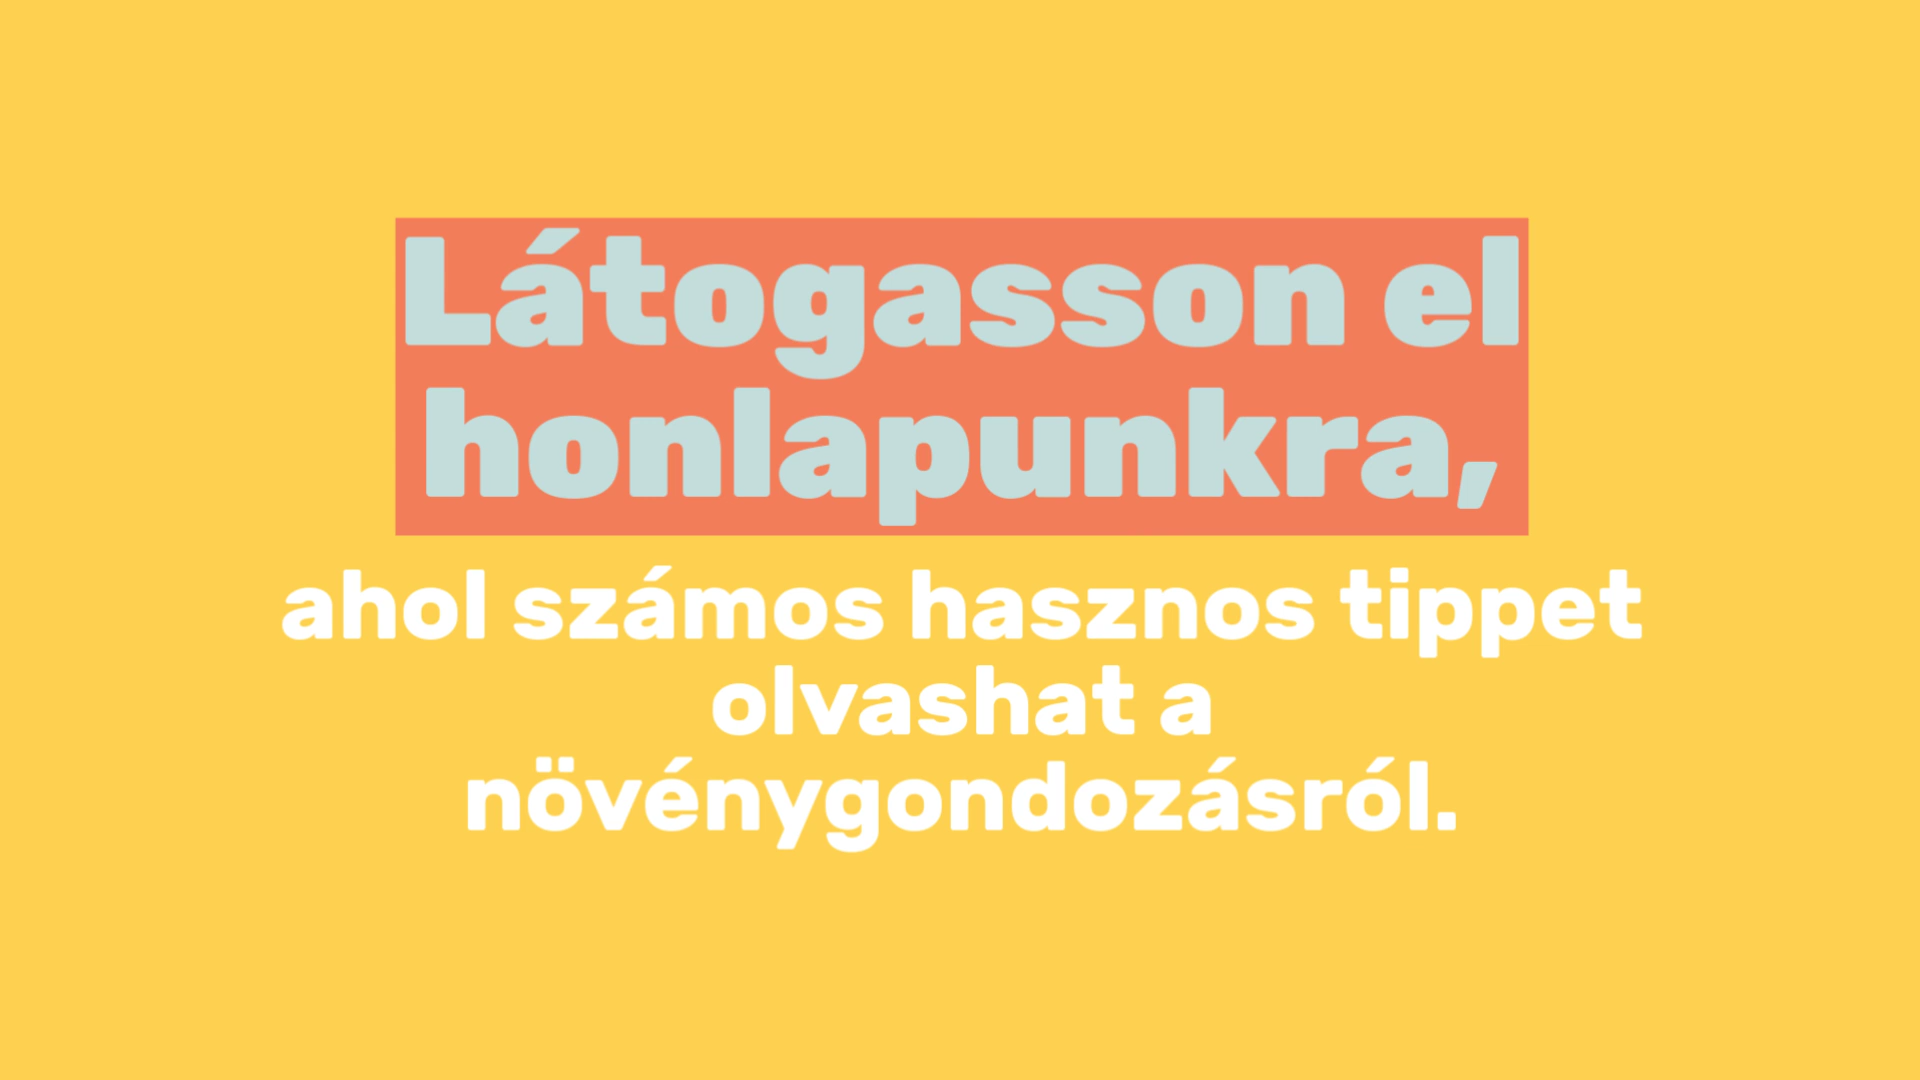 Látogasson el
honlapunkra,
ahol számos hasznos tippet
olvashat a
növénygondozásról.